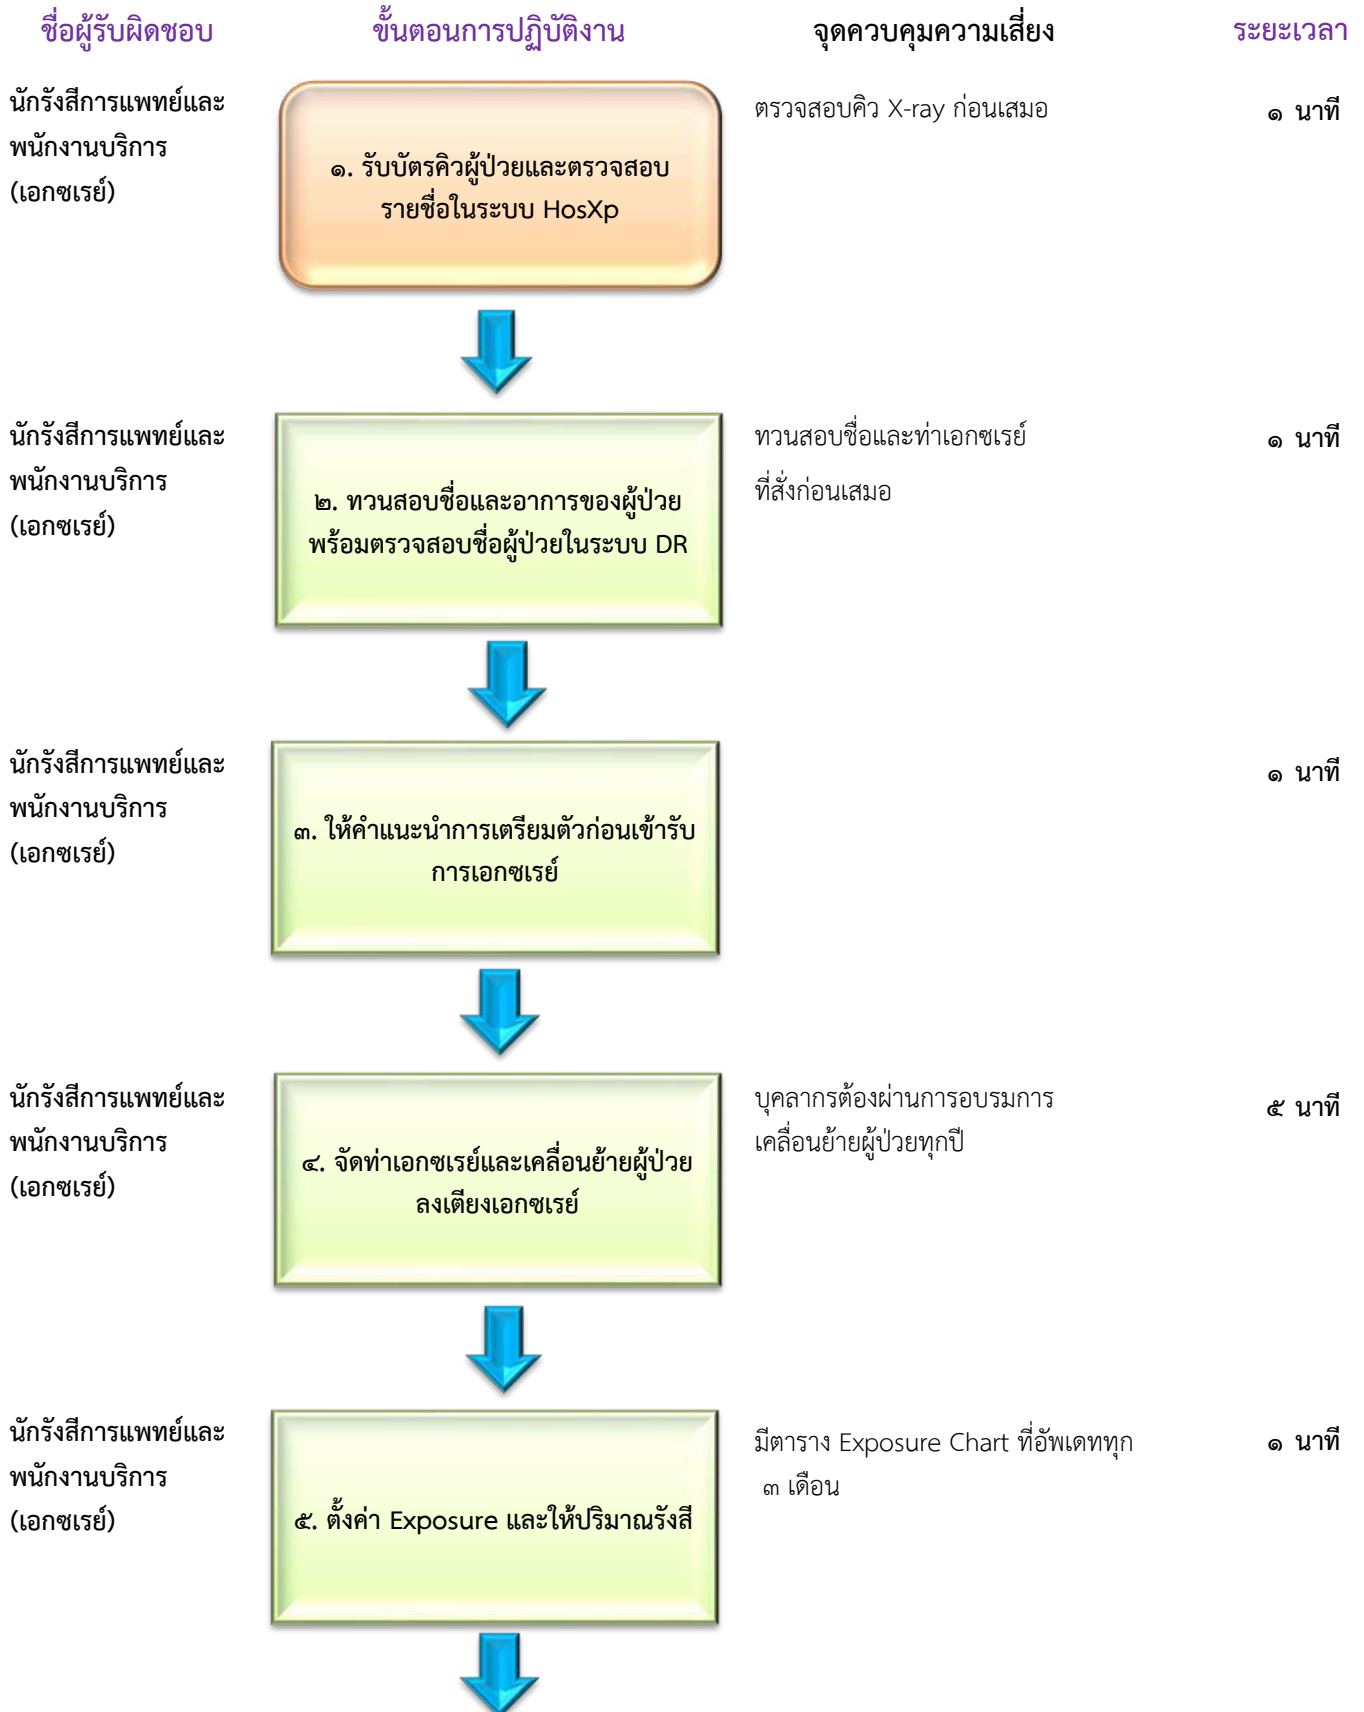 ชื่อผู้รับผิดชอบ ขั้นตอนการปฏิบัติงาน จุดควบคุมความเสี่ยง ระยะเวลา
นักรังสีการแพทย์และ
พนักงานบริการ
(เอกซเรย์)
๑. รับบัตรคิวผู้ป่วยและตรวจสอบ
รายชื่อในระบบ HosXp
ตรวจสอบคิว X-ray ก่อนเสมอ
๑ นาที
นักรังสีการแพทย์และ
พนักงานบริการ
(เอกซเรย์)
๒. ทวนสอบชื่อและอาการของผู้ป่วย
พร้อมตรวจสอบชื่อผู้ป่วยในระบบ DR
ทวนสอบชื่อและท่าเอกซเรย์
ที่สั่งก่อนเสมอ
๑ นาที
นักรังสีการแพทย์และ
พนักงานบริการ
(เอกซเรย์)
๓. ให้คำแนะนำการเตรียมตัวก่อนเข้ารับ
การเอกซเรย์
๑ นาที
นักรังสีการแพทย์และ
พนักงานบริการ
(เอกซเรย์)
๔. จัดท่าเอกซเรย์และเคลื่อนย้ายผู้ป่วย
ลงเตียงเอกซเรย์
บุคลากรต้องผ่านการอบรมการ
เคลื่อนย้ายผู้ป่วยทุกปี
๕ นาที
นักรังสีการแพทย์และ
พนักงานบริการ
(เอกซเรย์)
๕. ตั้งค่า Exposure และให้ปริมาณรังสี
มีตาราง Exposure Chart ที่อัพเดททุก
๓ เดือน
๑ นาที